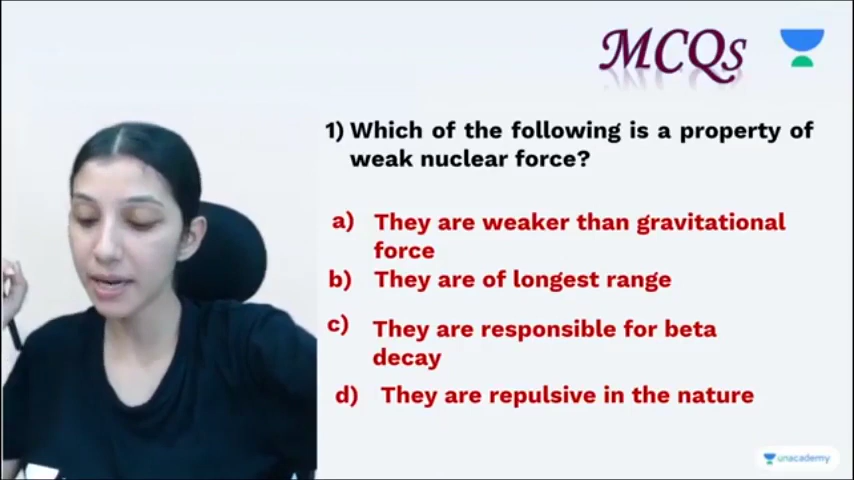 MCQs
1) Which of the following is a property of
weak nuclear force?
a) They are weaker than gravitational
force
b) They are of longest range
c) They are responsible for beta
decay
d) They are repulsive in the nature
unacademy